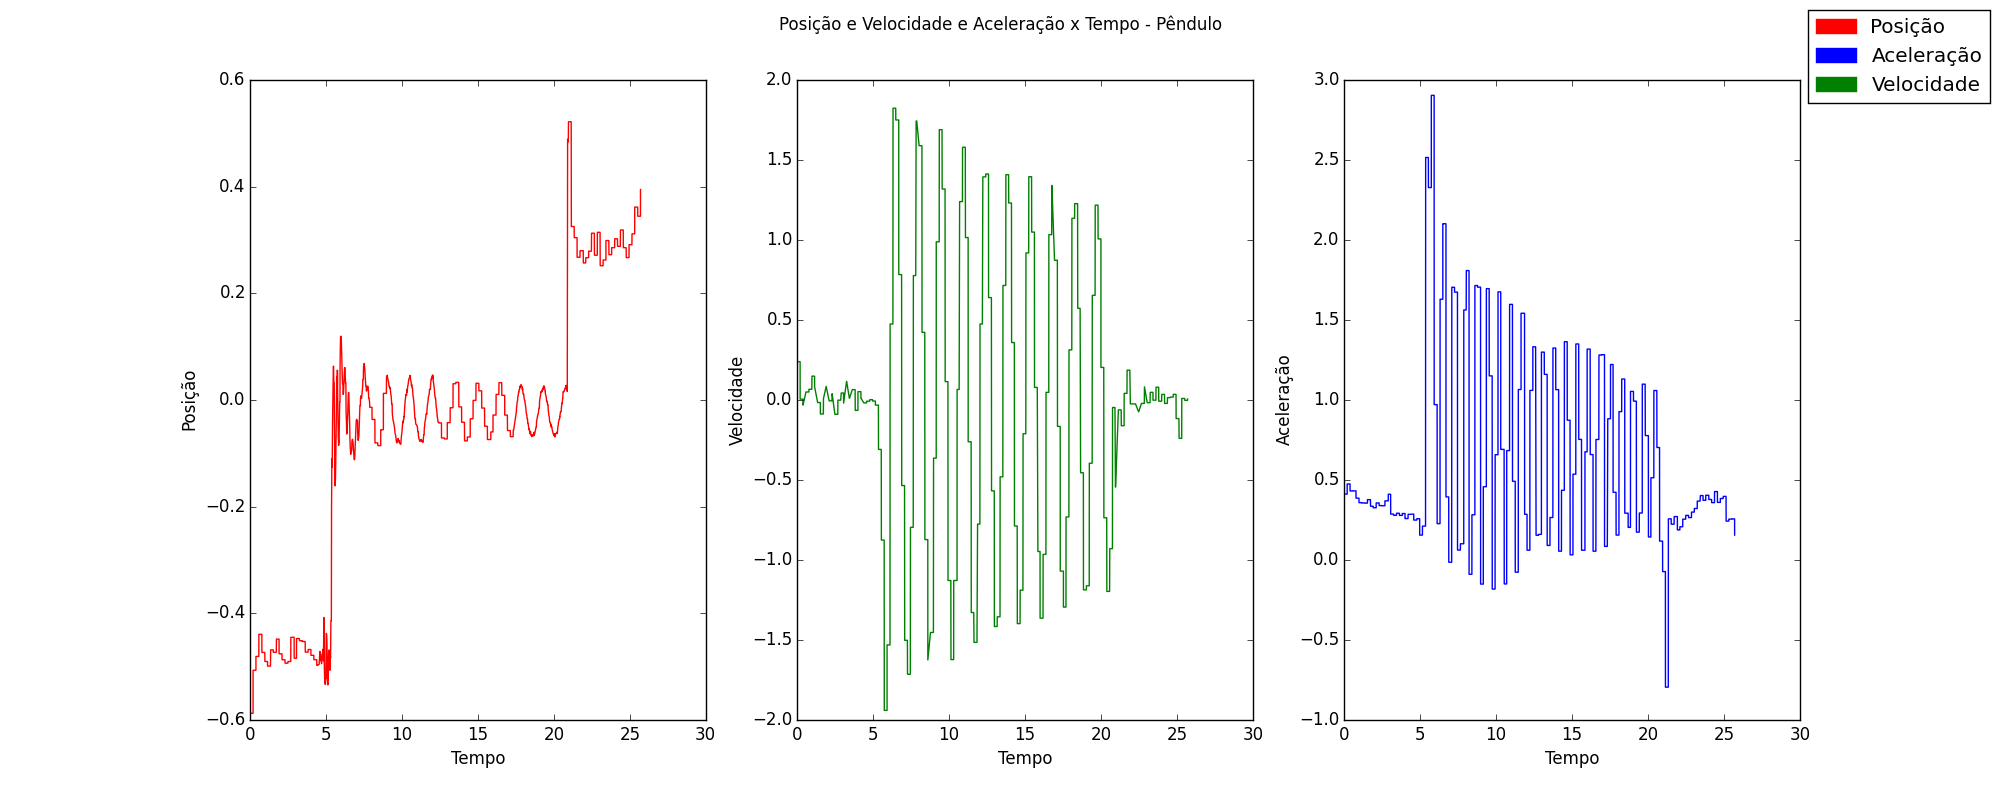 Posição e Velocidade e Aceleração x Tempo - Pêndulo
Posição
Aceleração
Velocidade
0.6
0.4
0.2
0.0
−0.2
−0.4
−0.6
Posição
0 5 10 15 20 25 30
Tempo
2.0
1.5
1.0
0.5
0.0
−0.5
−1.0
−1.5
−2.0
Velocidade
0 5 10 15 20 25 30
Tempo
3.0
2.5
2.0
1.5
1.0
0.5
0.0
−0.5
−1.0
Aceleração
0 5 10 15 20 25 30
Tempo